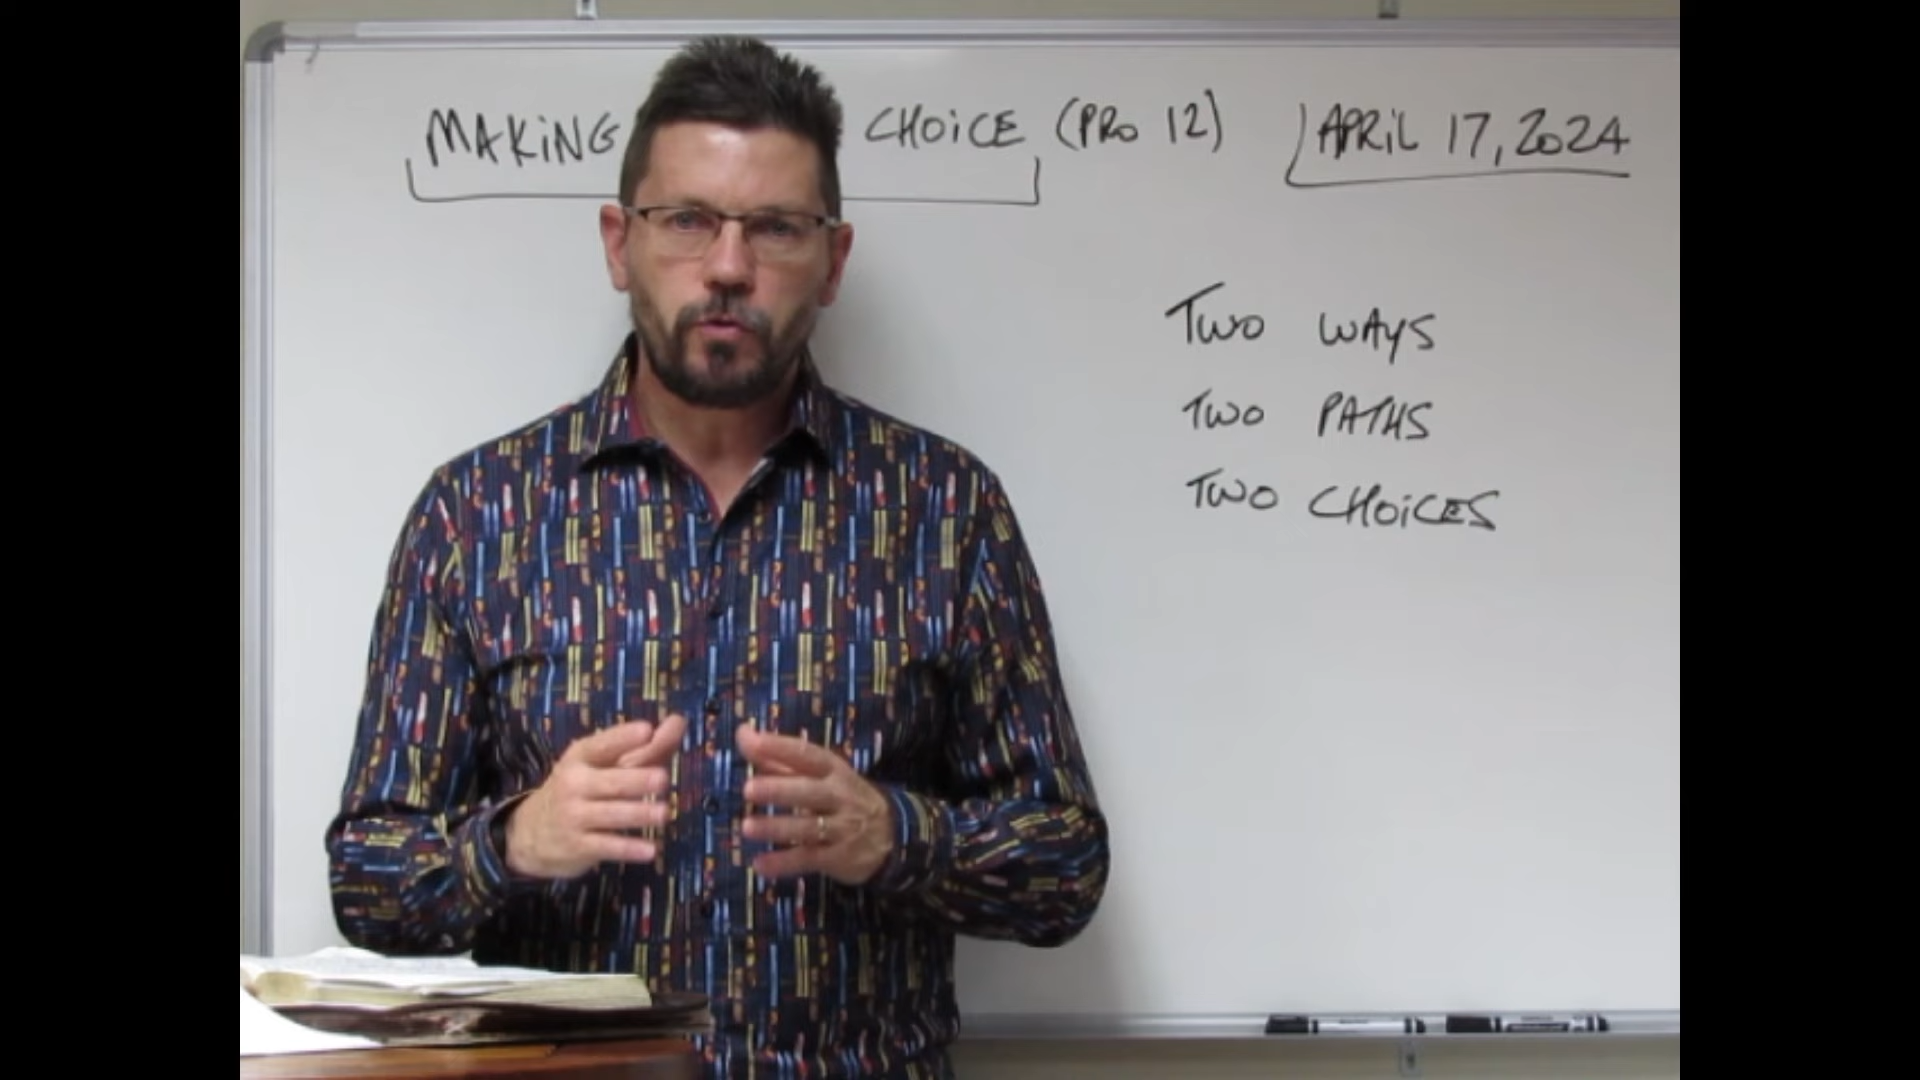 MAKING CHOICE (PRO 12) APRIL 17, 2024
TWO WAYS
TWO PATHS
TWO CHOICES